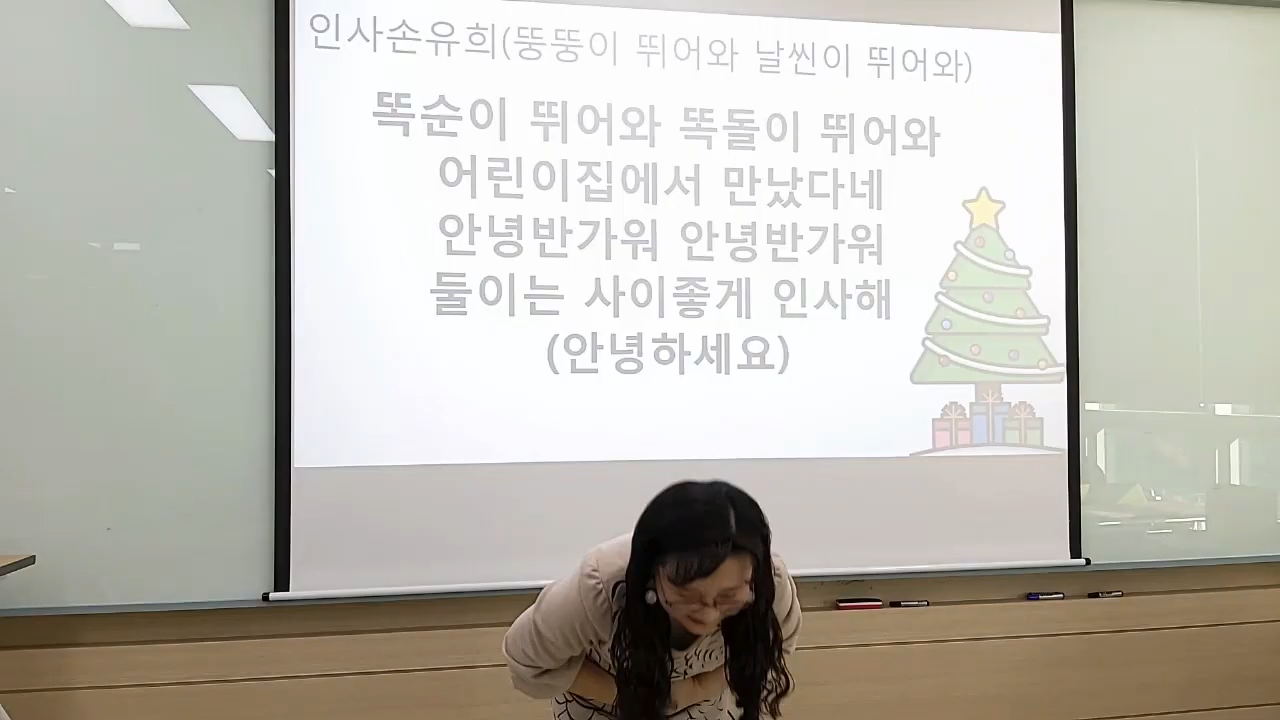 인사손유희(뚱뚱이 뛰어와 날씬이 뛰어와)
똑순이 뛰어와 똑돌이 뛰어와
어린이집에서 만났다네
안녕반가워 안녕반가워
둘이는 사이좋게 인사해
(안녕하세요)